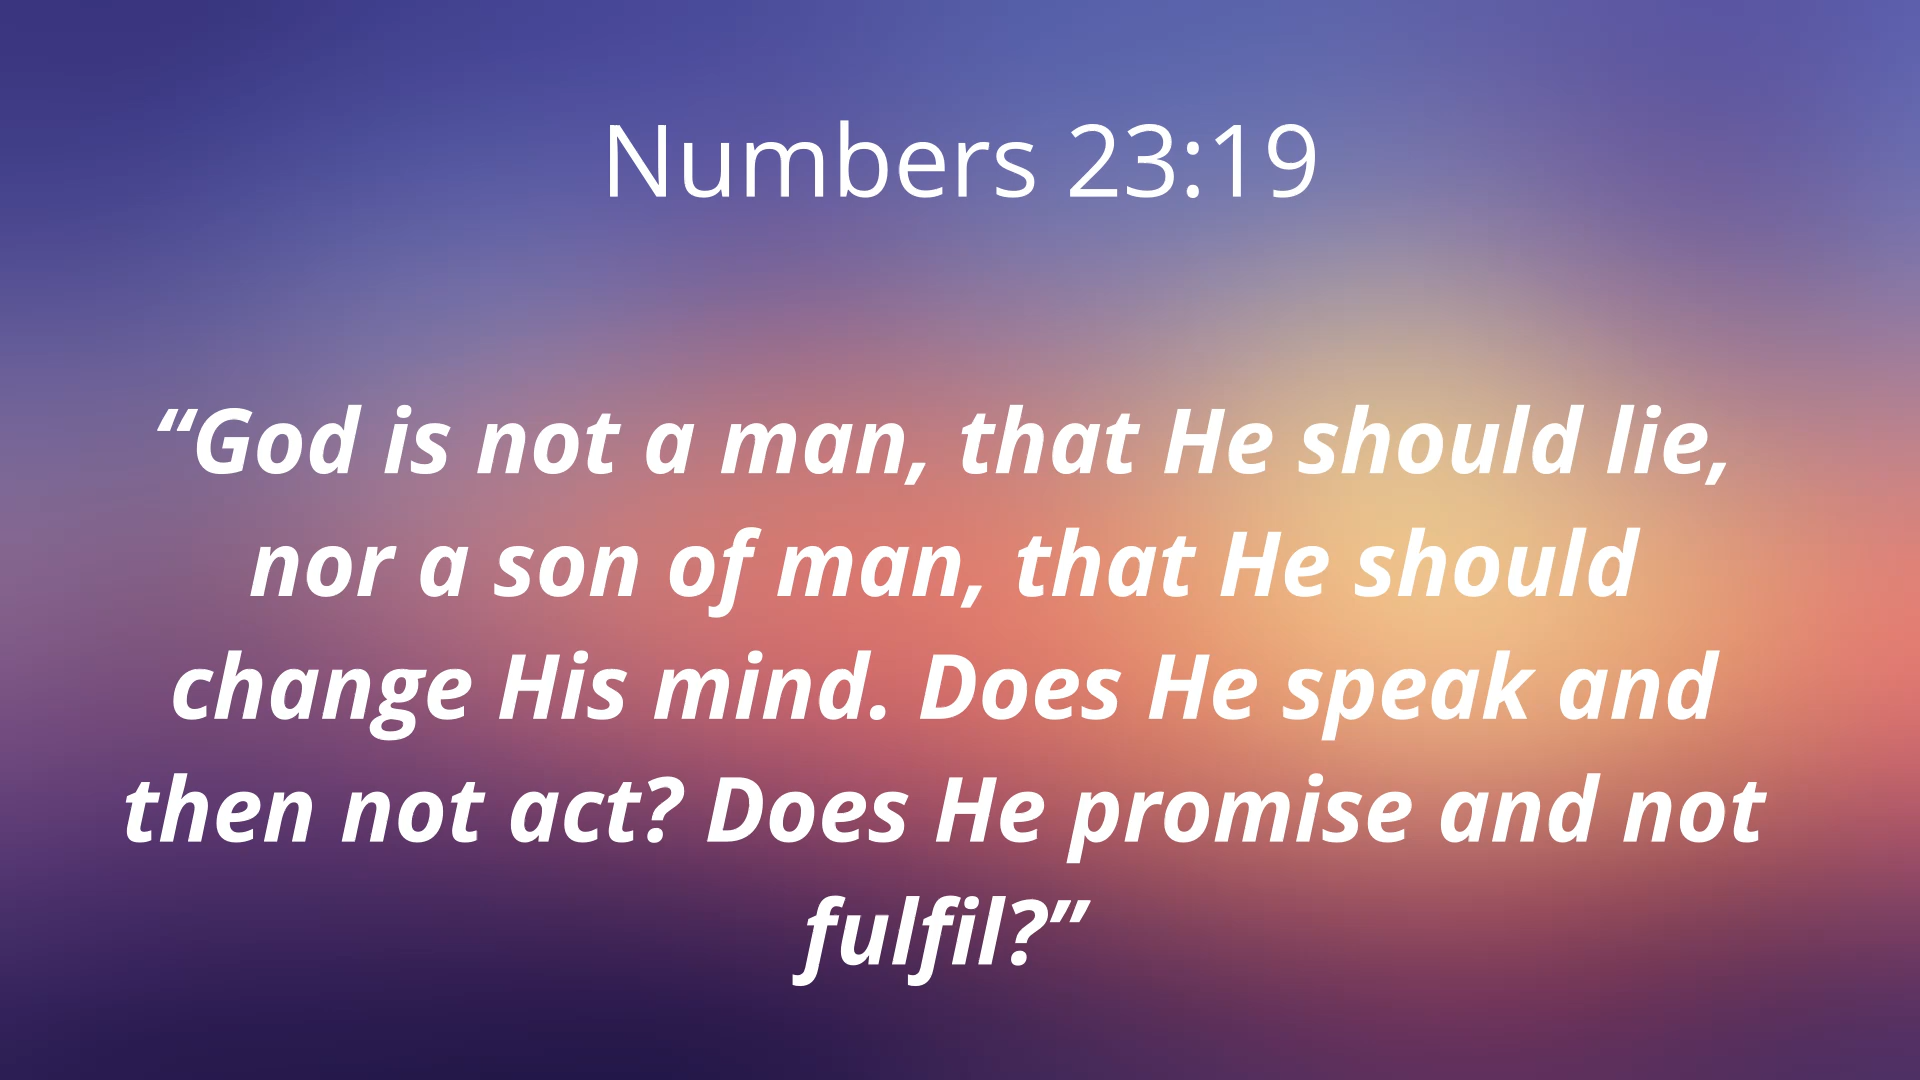 Numbers 23:19
“God is not a man, that He should lie,
nor a son of man, that He should
change His mind. Does He speak and
then not act? Does He promise and not
fulfil?”